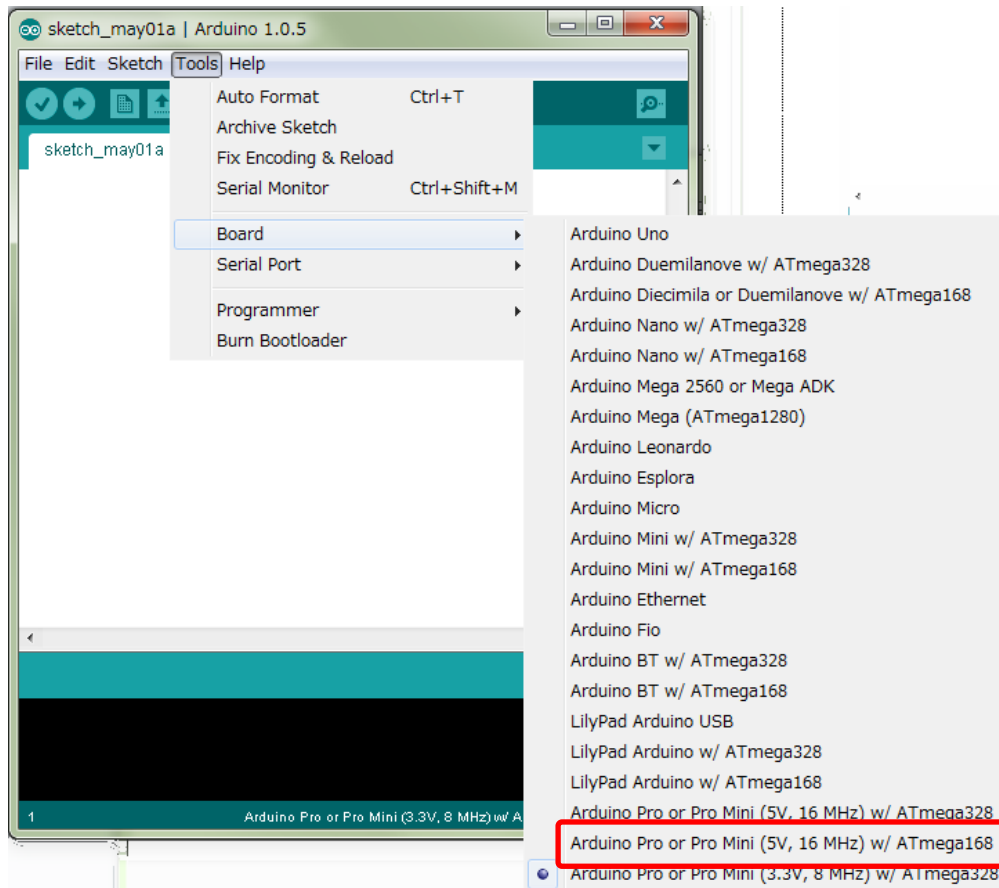 sketch_may01a | Arduino 1.0.5
File Edit Sketch Tools Help
sketch_may01a
Auto Format Ctrl+T
Archive Sketch
Fix Encoding & Reload
Serial Monitor Ctrl+Shift+M
Board
Serial Port
Programmer
Burn Bootloader
Arduino Uno
Arduino Duemilanove w/ ATmega328
Arduino Diecimila or Duemilanove w/ ATmega168
Arduino Nano w/ ATmega328
Arduino Nano w/ ATmega168
Arduino Mega 2560 or Mega ADK
Arduino Mega (ATmega1280)
Arduino Leonardo
Arduino Esplora
Arduino Micro
Arduino Mini w/ ATmega328
Arduino Mini w/ ATmega168
Arduino Ethernet
Arduino Fio
Arduino BT w/ ATmega328
Arduino BT w/ ATmega168
LilyPad Arduino USB
LilyPad Arduino w/ ATmega328
LilyPad Arduino w/ ATmega168
Arduino Pro or Pro Mini (5V, 16 MHz) w/ ATmega328
Arduino Pro or Pro Mini (5V, 16 MHz) w/ ATmega168
Arduino Pro or Pro Mini (3.3V, 8 MHz) w/ ATmega328
1 Arduino Pro or Pro Mini (3.3V, 8 MHz) w/ A